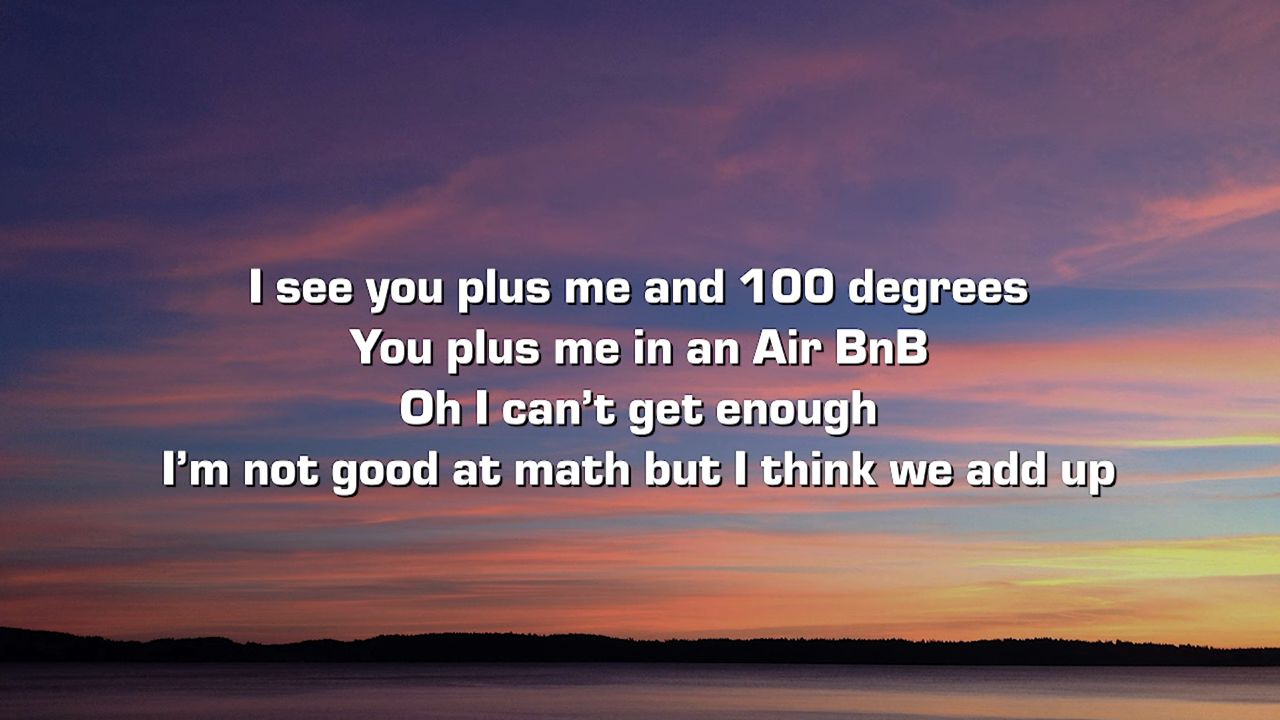 I see you plus me and 100 degrees
You plus me in an Air BnB
Oh I can’t get enough
I’m not good at math but I think we add up